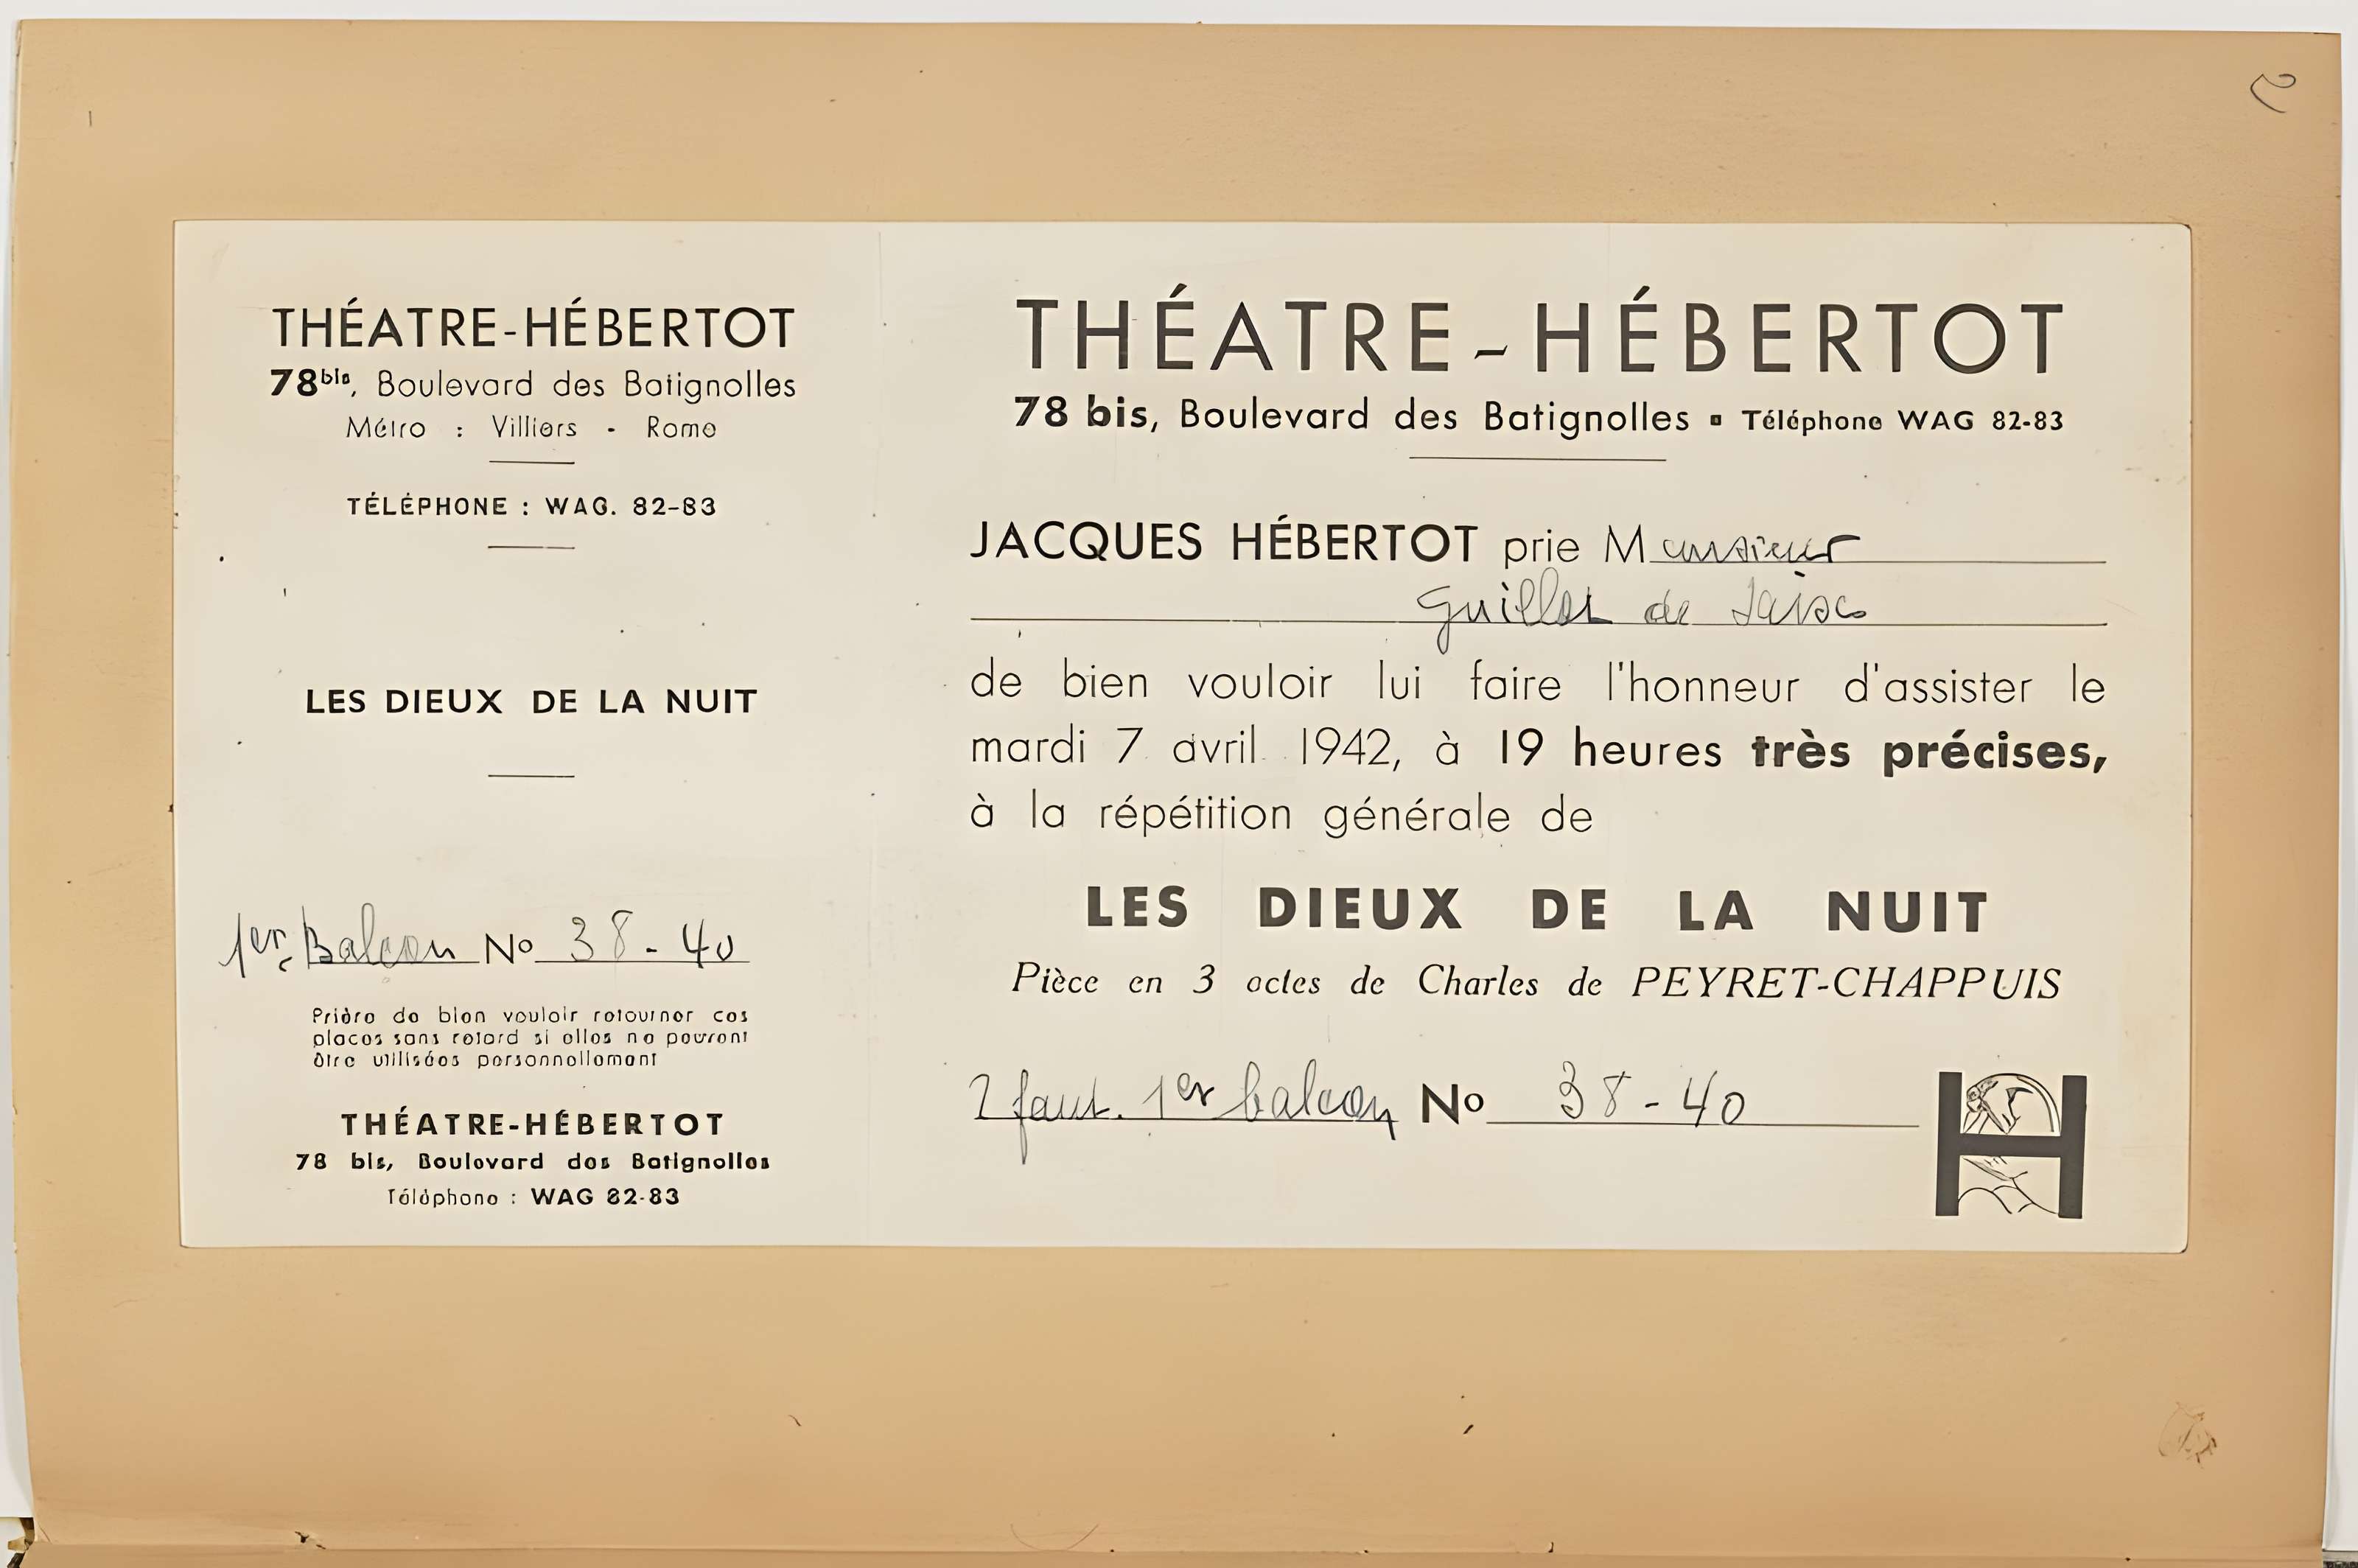 THÉATRE-HÉBERTOT
78bis, Boulevard des Batignolles
Métro : Villiers - Rome
TÉLÉPHONE : WAG. 82-83
LES DIEUX DE LA NUIT
1er Balcon No 38-40
Prière de bien vouloir retourner ces
places sans retard si elles ne pouvront
être utilisées personnellement
THÉATRE-HÉBERTOT
78 bis, Boulevard des Batignolles
Téléphone : WAG 82-83
THÉATRE-HÉBERTOT
78 bis, Boulevard des Batignolles ▪ Téléphone WAG 82-83
JACQUES HÉBERTOT prie Monsieur
de
de bien vouloir lui faire l'honneur d'assister le
mardi 7 avril 1942, à 19 heures très précises,
à la répétition générale de
LES DIEUX DE LA NUIT
Pièce en 3 actes de Charles de PEYRET-CHAPPUIS
2 faut. 1er balcon No 38-40
H